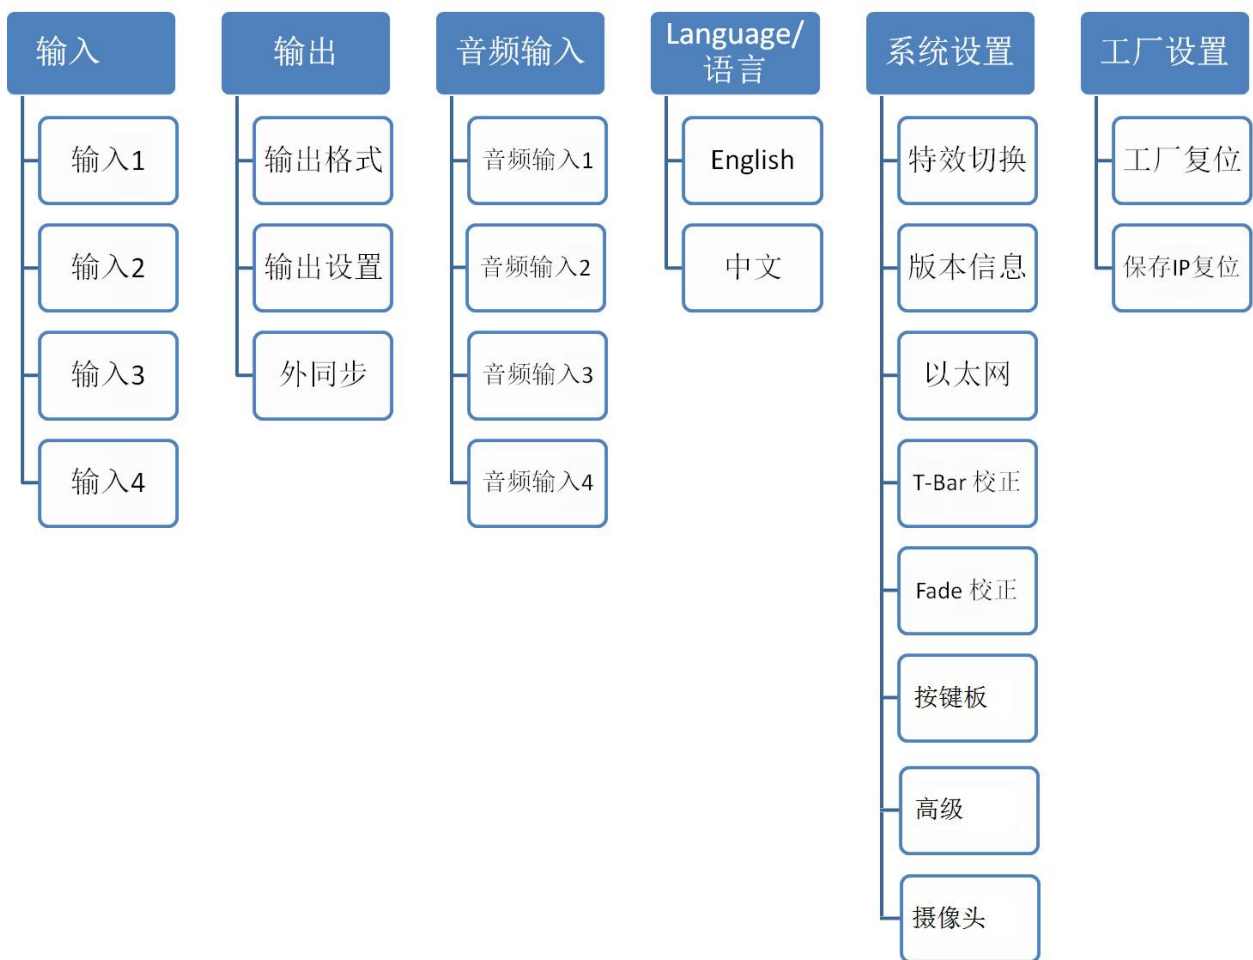 输入
输入1
输入2
输入3
输入4
输出
输出格式
输出设置
外同步
音频输入
音频输入1
音频输入2
音频输入3
音频输入4
Language/
语言
English
中文
系统设置
特效切换
版本信息
以太网
T-Bar 校正
Fade 校正
按键板
高级
摄像头
工厂设置
工厂复位
保存IP复位